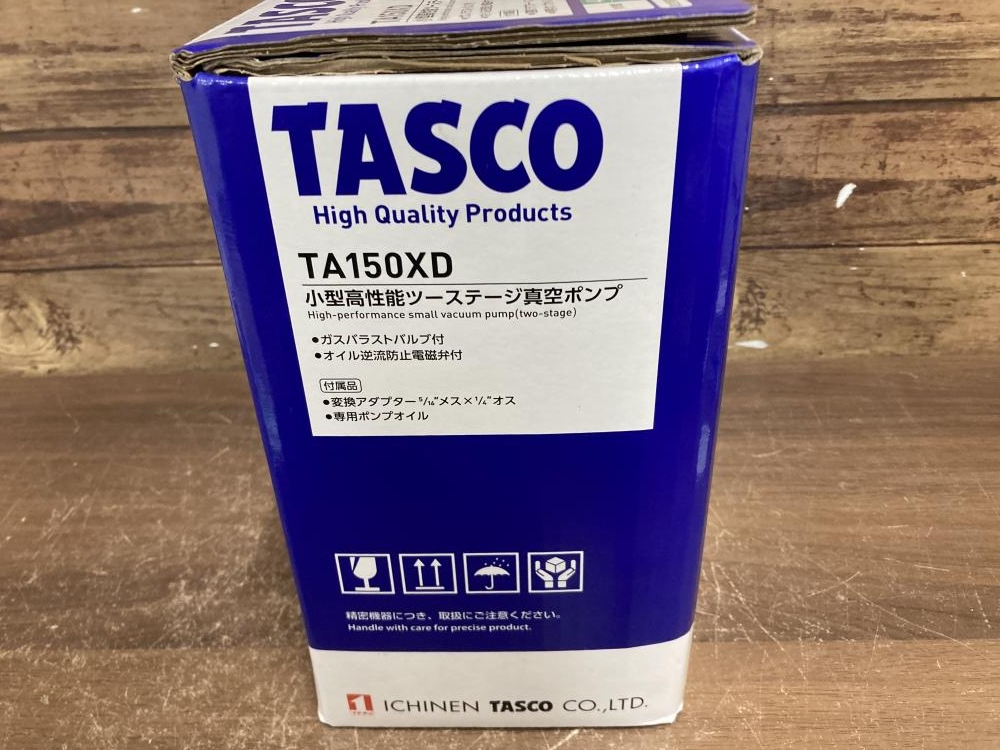 TASCO
TA150XD
TASCO
High Quality Products
TA150XD
小型高性能ツーステージ真空ポンプ
High-performance small vacuum pump(two-stage)
●ガスバラストバルブ付
●オイル逆流防止電磁弁付
付属品
●変換アダプター5/16"メス×1/4"オス
●専用ポンプオイル
精密機器につき、取扱にご注意ください。
Handle with care for precise product.
ICHINEN TASCO CO.,LTD.